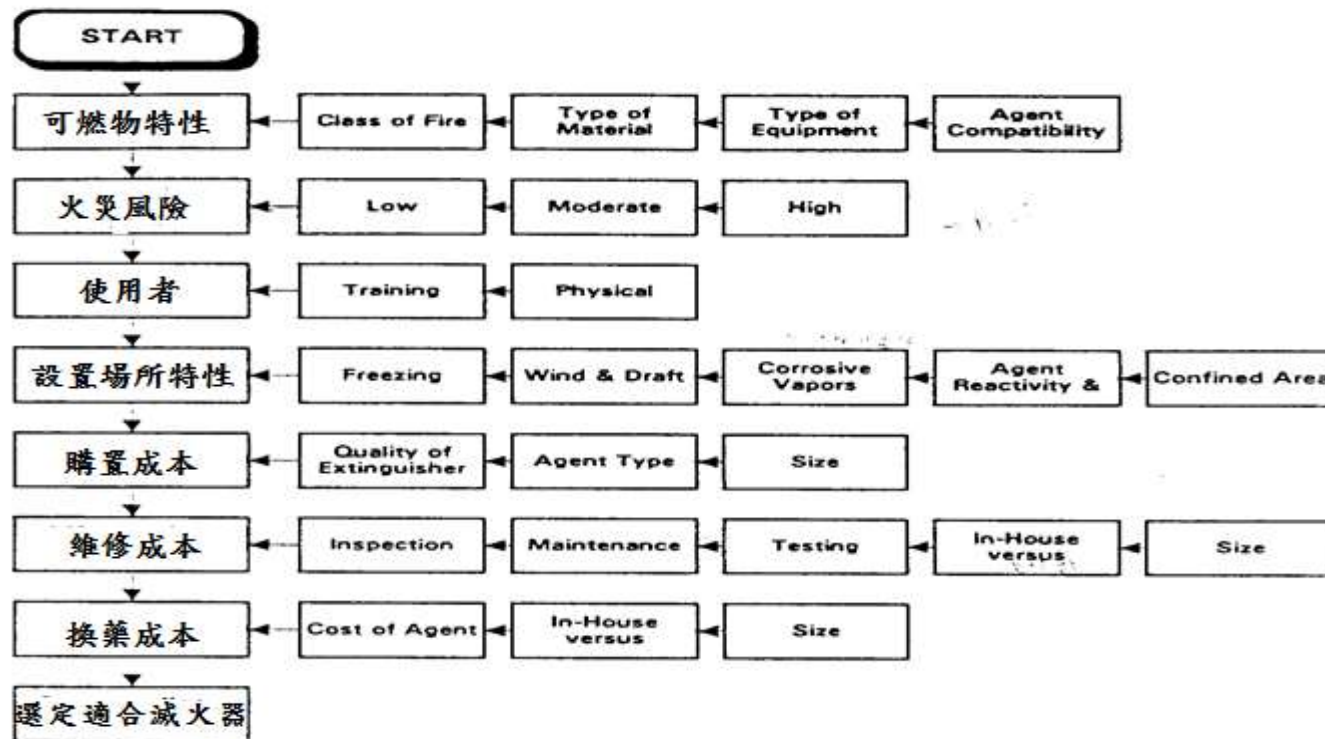 START
可燃物特性
Class of Fire
Type of
Material
Type of
Equipment
Agent
Compatibility
火災風險
Low
Moderate
High
使用者
Training
Physical
設置場所特性
Freezing
Wind & Draft
Corrosive
Vapors
Agent
Reactivity &
Confined Area
購置成本
Quality of
Extinguisher
Agent Type
Size
維修成本
Inspection
Maintenance
Testing
In-House
versus
Size
換藥成本
Cost of Agent
In-House
versus
Size
選定適合滅火器